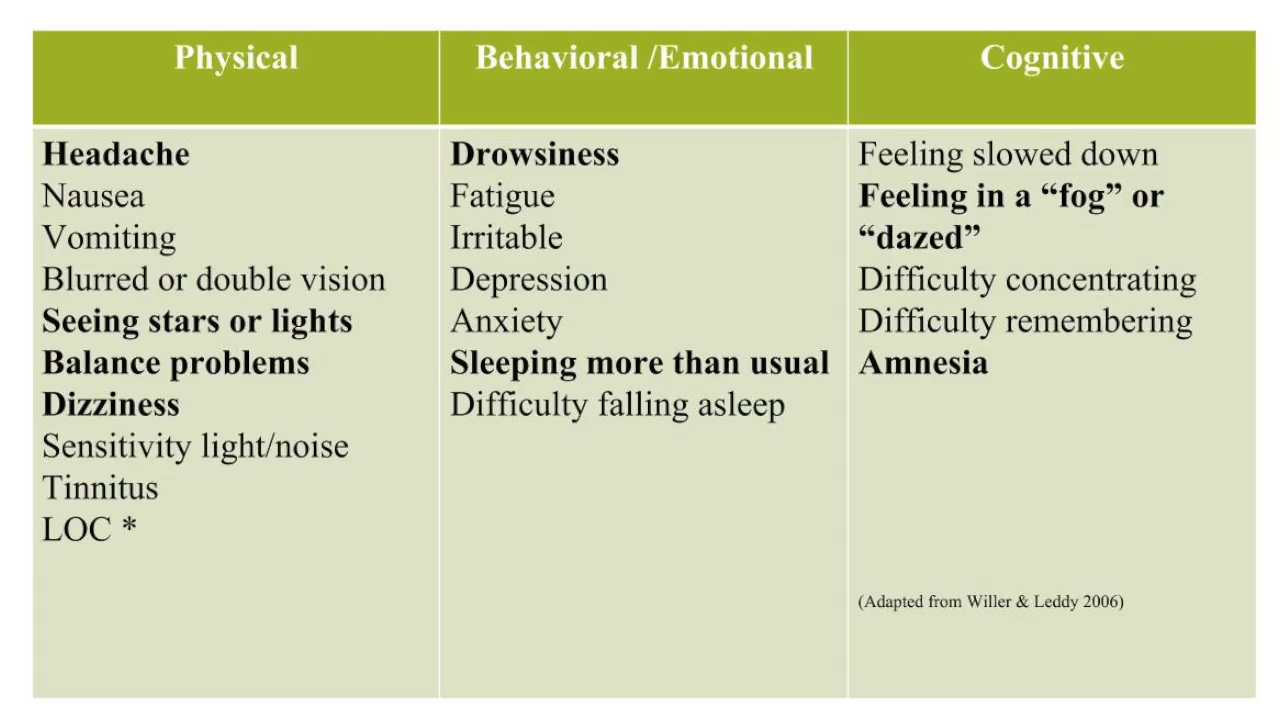 Physical
Behavioral /Emotional
Cognitive
Headache
Nausea
Vomiting
Blurred or double vision
Seeing stars or lights
Balance problems
Dizziness
Sensitivity light/noise
Tinnitus
LOC *
Drowsiness
Fatigue
Irritable
Depression
Anxiety
Sleeping more than usual
Difficulty falling asleep
Feeling slowed down
Feeling in a “fog” or
“dazed”
Difficulty concentrating
Difficulty remembering
Amnesia
(Adapted from Willer & Leddy 2006)